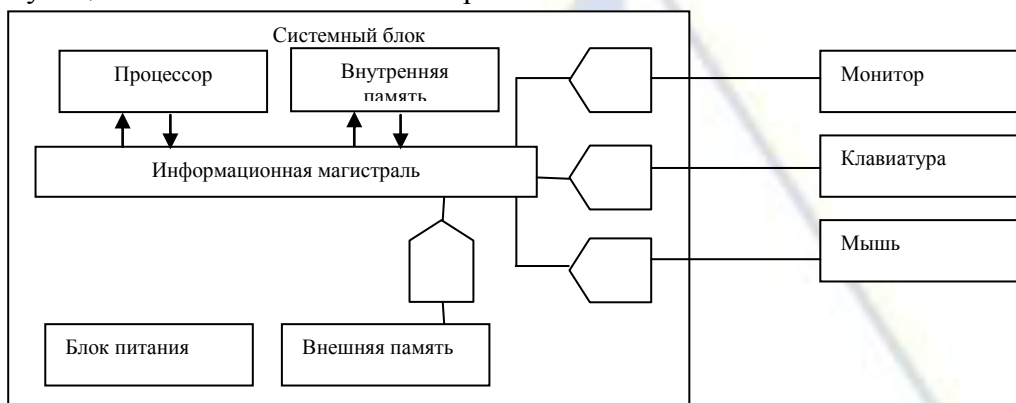 Системный блок
Процессор
Внутренняя
память
Монитор
Информационная магистраль
Клавиатура
Мышь
Блок питания
Внешняя память